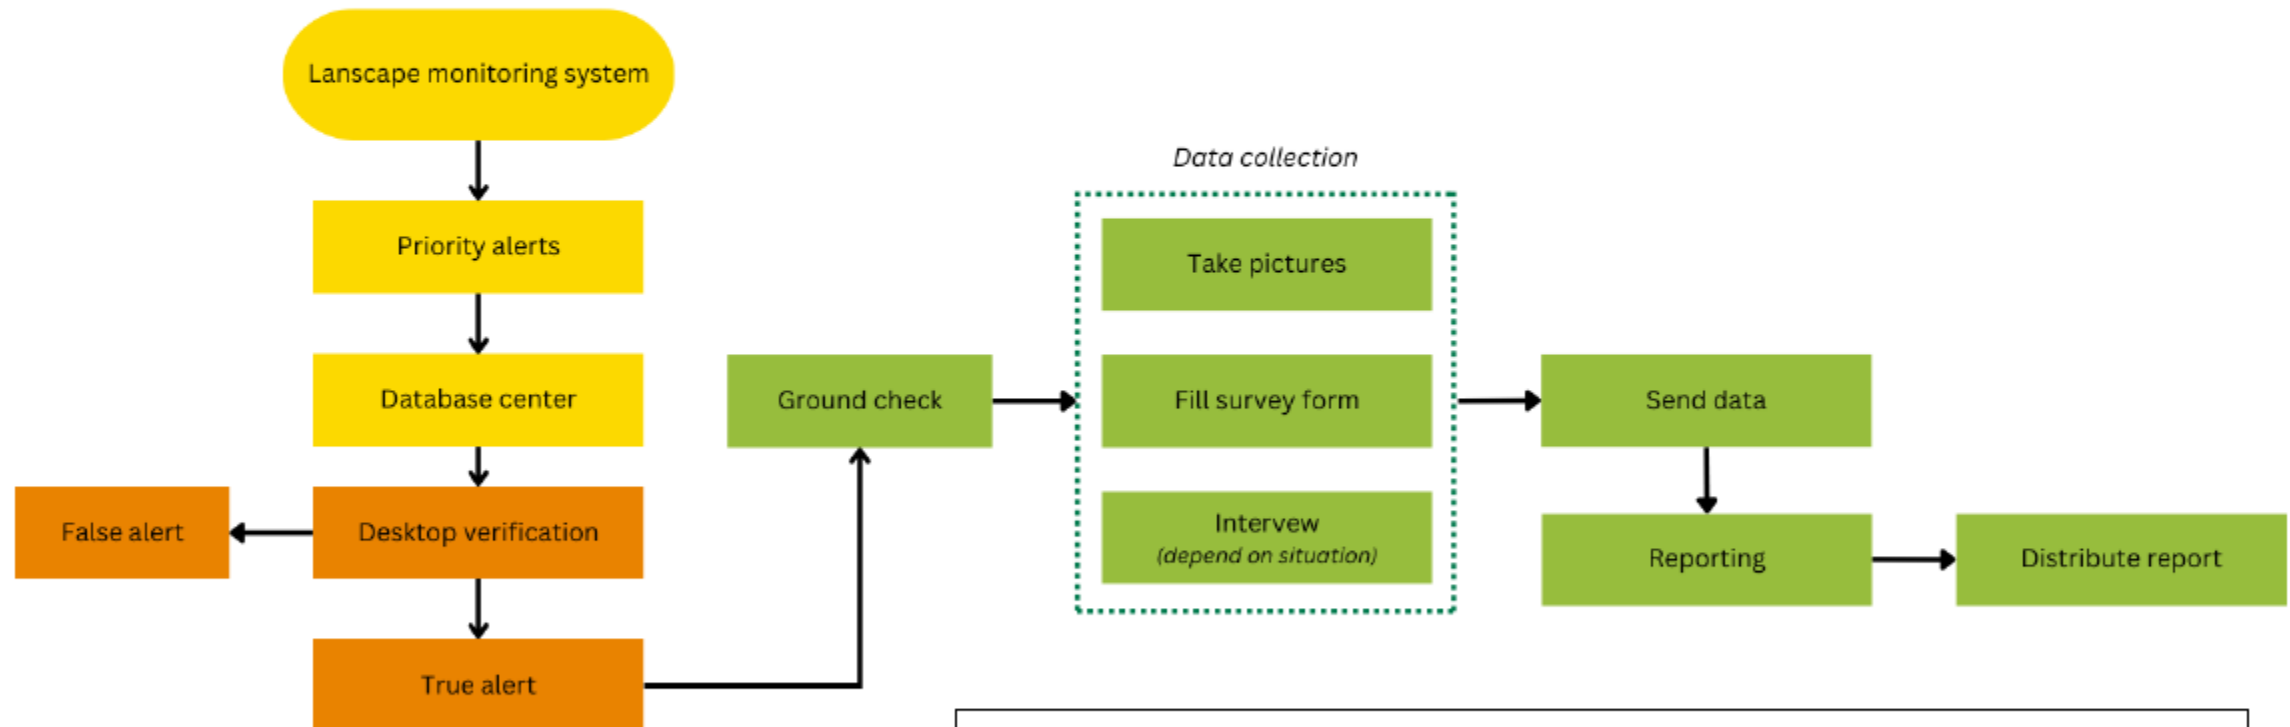 Lanscape monitoring system
Priority alerts
Database center
False alert
Desktop verification
True alert
Ground check
Data collection
Take pictures
Fill survey form
Intervew
(depend on situation)
Send data
Reporting
Distribute report